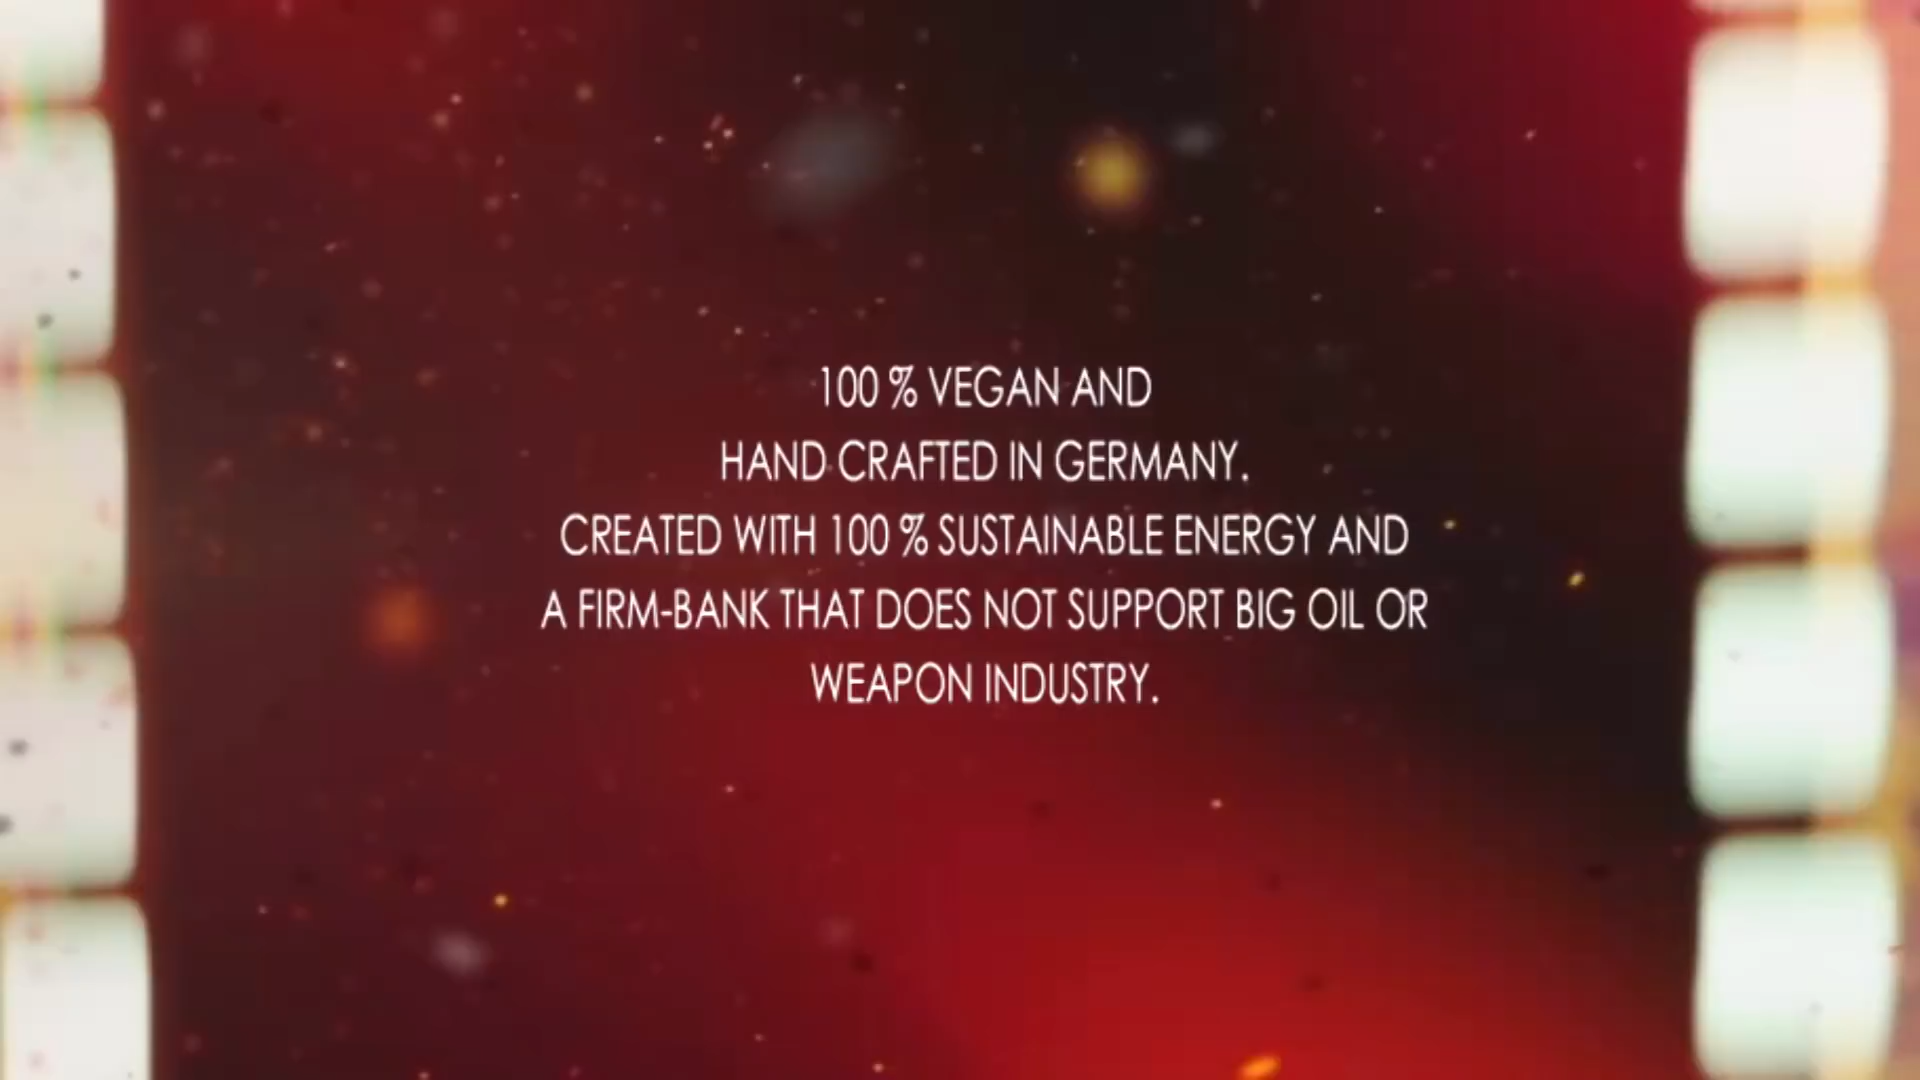 100 % VEGAN AND
HAND CRAFTED IN GERMANY.
CREATED WITH 100 % SUSTAINABLE ENERGY AND
A FIRM-BANK THAT DOES NOT SUPPORT BIG OIL OR
WEAPON INDUSTRY.